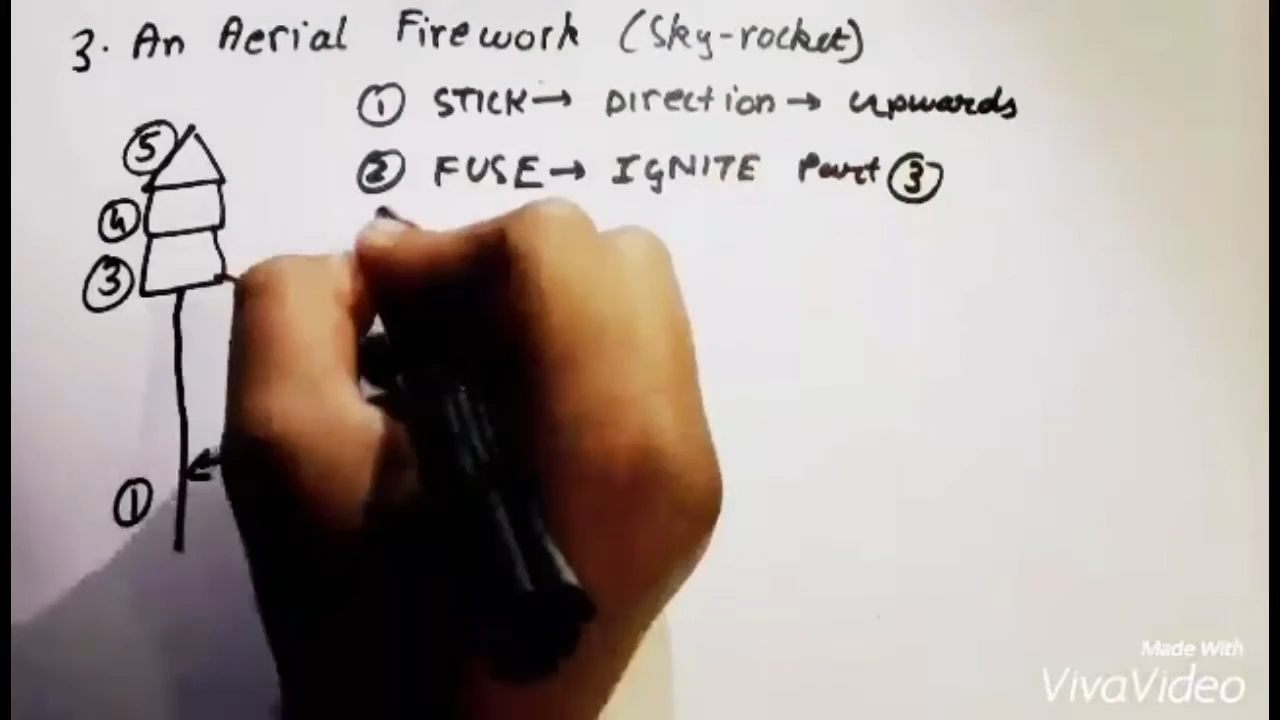 3. An Aerial Firework (Sky-rocket)
① STICK → Direction → upwards
② FUSE → IGNITE Part ③
⑤
④
③
①
Made With
VivaVideo